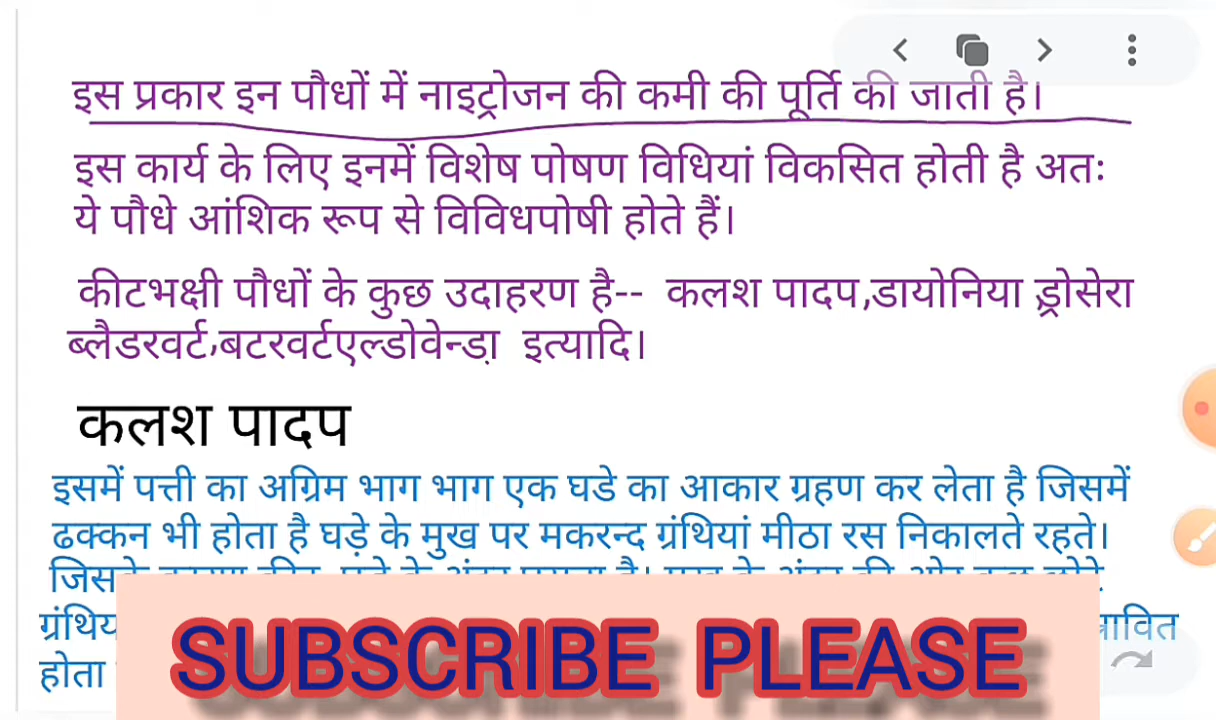 इस प्रकार इन पौधों में नाइट्रोजन की कमी की पूर्ति की जाती है।
इस कार्य के लिए इनमें विशेष पोषण विधियां विकसित होती है अतः
ये पौधे आंशिक रूप से विविधपोषी होते हैं।
कीटभक्षी पौधों के कुछ उदाहरण है-- कलश पादप,डायोनिया ड्रोसेरा
ब्लैडरवर्ट,बटरवर्टएल्डोवेन्ड़ा इत्यादि।
कलश पादप
इसमें पत्ती का अग्रिम भाग भाग एक घडे का आकार ग्रहण कर लेता है जिसमें
ढक्कन भी होता है घड़े के मुख पर मकरन्द ग्रंथियां मीठा रस निकालते रहते।
होता
SUBSCRIBE PLEASE